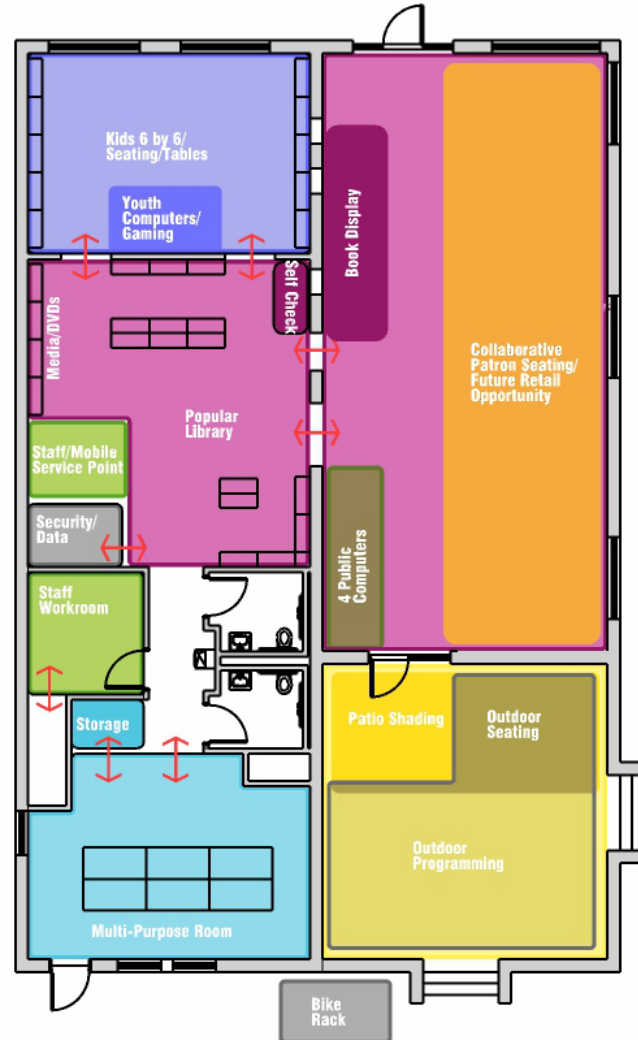 Kids 6 by 6/
Seating/Tables
Youth
Computers/
Gaming
Book Display
Self Check
Media/DVDs
Collaborative
Patron Seating/
Future Retail
Opportunity
Popular
Library
Staff/Mobile
Service Point
Security/
Data
4 Public
Computers
Staff
Workroom
Storage
Patio Shading
Outdoor
Seating
Outdoor
Programming
Multi-Purpose Room
Bike
Rack